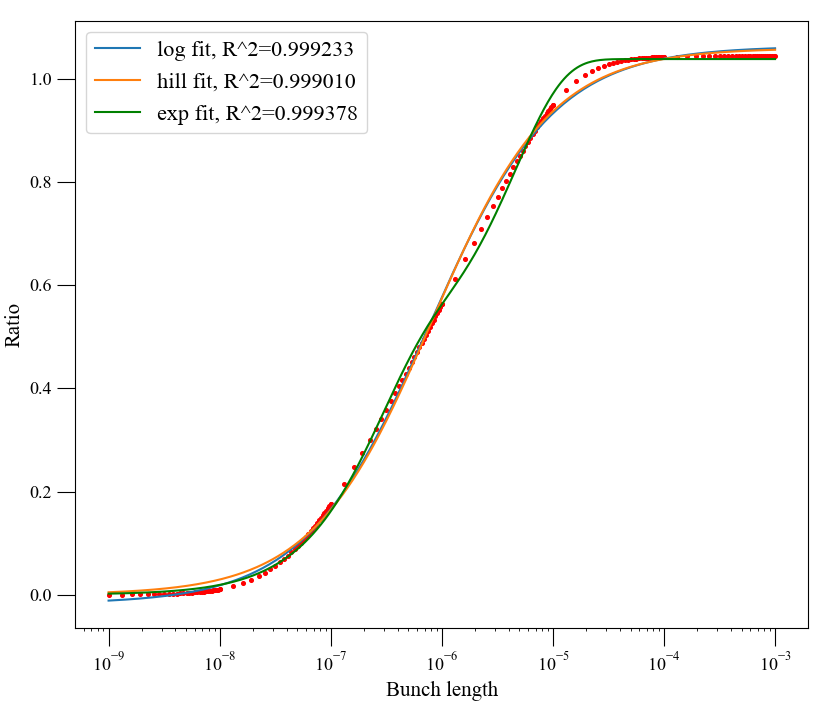 log fit, R^2=0.999233
hill fit, R^2=0.999010
exp fit, R^2=0.999378
Ratio
1.0
0.8
0.6
0.4
0.2
0.0
10⁻⁹ 10⁻⁸ 10⁻⁷ 10⁻⁶ 10⁻⁵ 10⁻⁴ 10⁻³
Bunch length